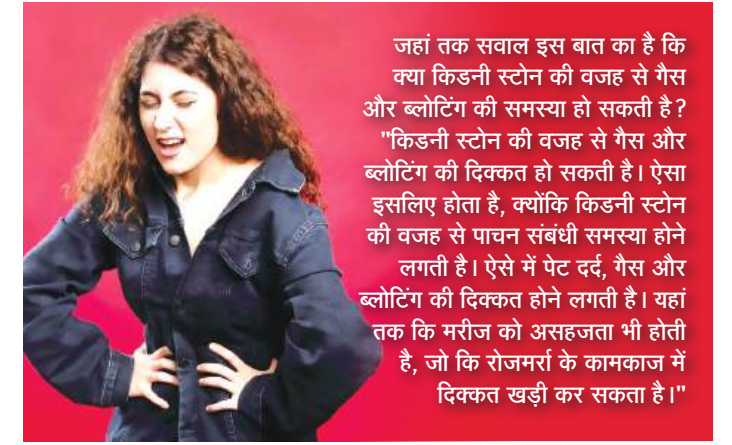 जहां तक सवाल इस बात का है कि
क्या किडनी स्टोन की वजह से गैस
और ब्लोटिंग की समस्या हो सकती है?
"किडनी स्टोन की वजह से गैस और
ब्लोटिंग की दिक्कत हो सकती है। ऐसा
इसलिए होता है, क्योंकि किडनी स्टोन
की वजह से पाचन संबंधी समस्या होने
लगती है। ऐसे में पेट दर्द, गैस और
ब्लोटिंग की दिक्कत होने लगती है। यहां
तक कि मरीज को असहजता भी होती
है, जो कि रोजमर्रा के कामकाज में
दिक्कत खड़ी कर सकता है।"